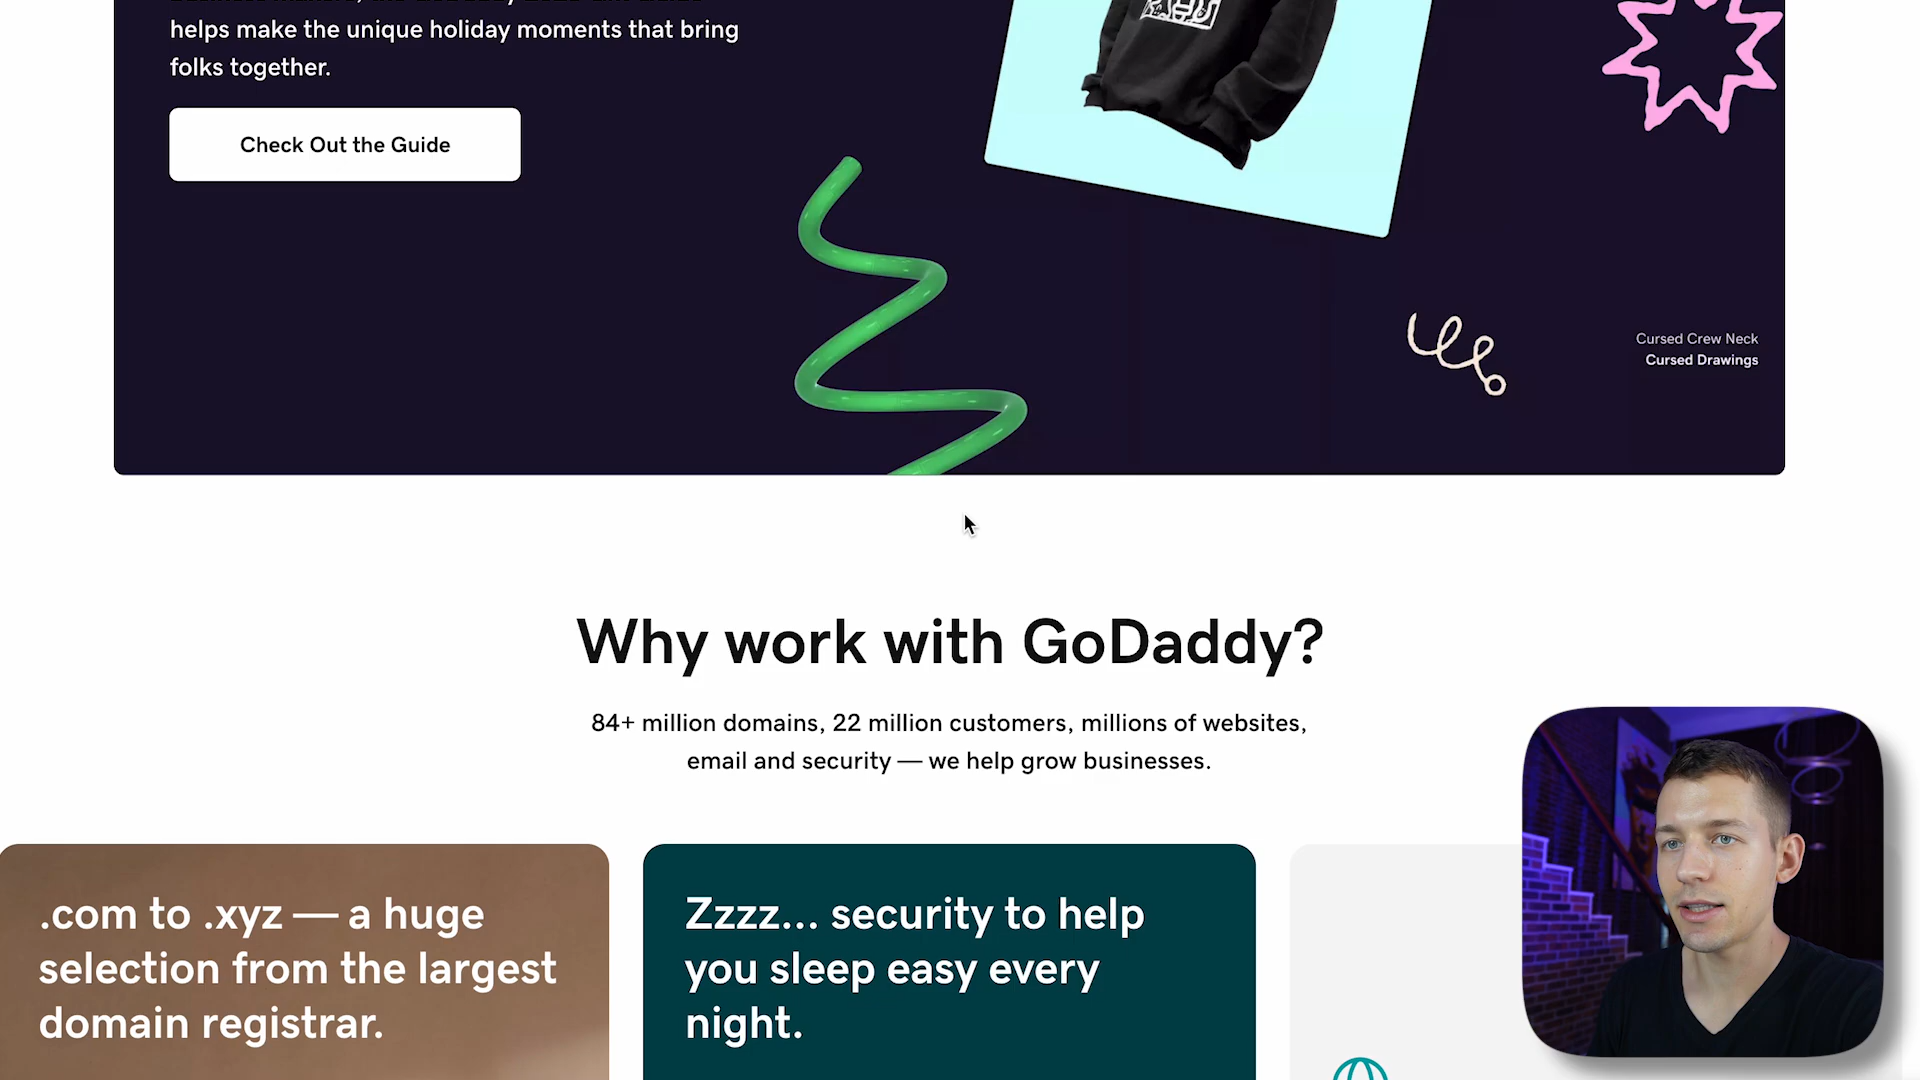 helps make the unique holiday moments that bring
folks together.
Check Out the Guide
Cursed Crew Neck
Cursed Drawings
Why work with GoDaddy?
84+ million domains, 22 million customers, millions of websites,
email and security — we help grow businesses.
.com to .xyz — a huge
selection from the largest
domain registrar.
Zzzz... security to help
you sleep easy every
night.